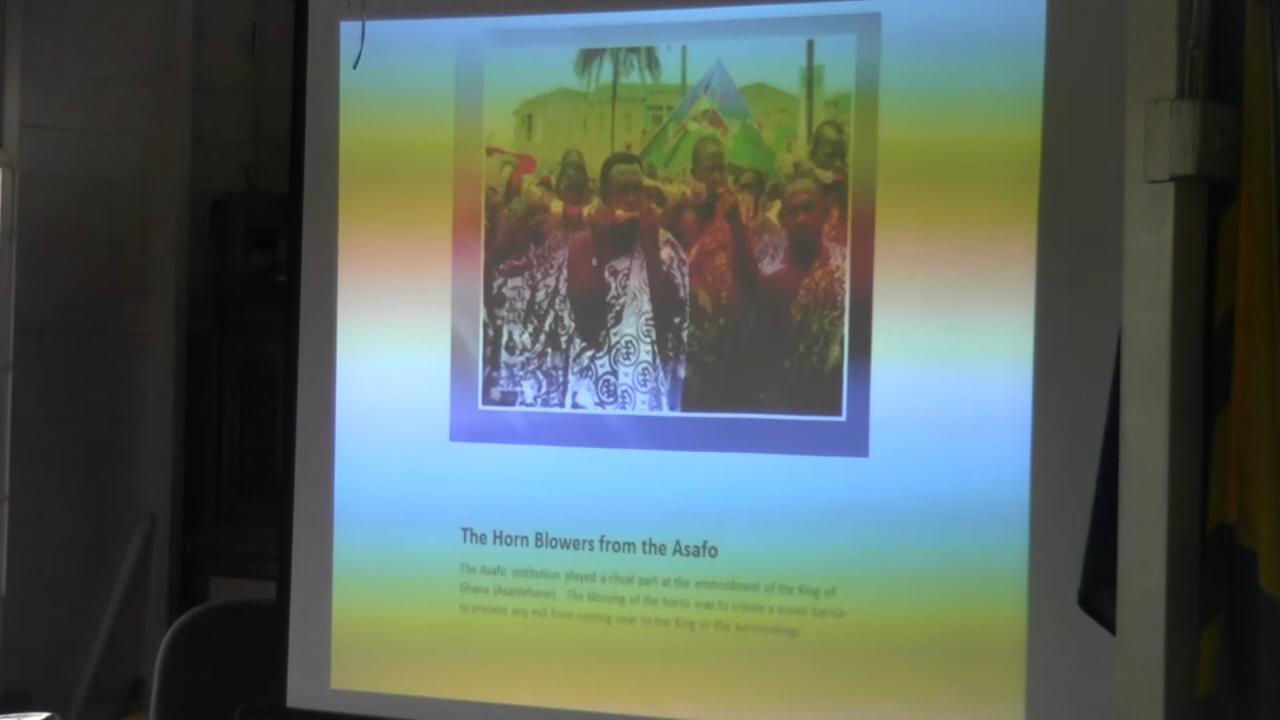 The Horn Blowers from the Asafo
The Asafo institution played a ritual part at the enstoolment of the King of
Ghana (Asantehene). The blowing of the horns was to create a sound barrier
to prevent any evil from coming near to the King or the surroundings.